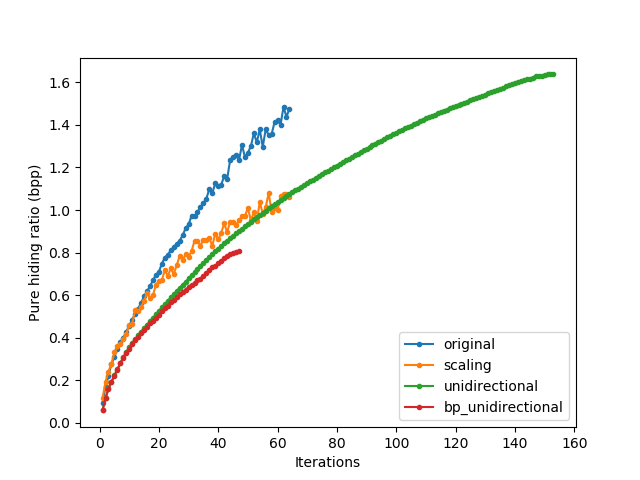 1.6
1.4
1.2
1.0
0.8
0.6
0.4
0.2
0.0
Pure hiding ratio (bpp)
original
scaling
unidirectional
bp_unidirectional
0 20 40 60 80 100 120 140 160
Iterations